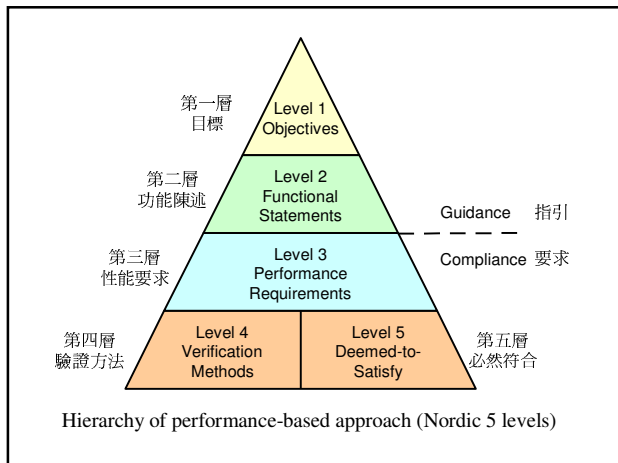 第一層
目標
Level 1
Objectives
第二層
功能陳述
Level 2
Functional
Statements
Guidance 指引
第三層
性能要求
Level 3
Performance
Requirements
Compliance 要求
第四層
驗證方法
Level 4
Verification
Methods
Level 5
Deemed-to-
Satisfy
第五層
必然符合
Hierarchy of performance-based approach (Nordic 5 levels)